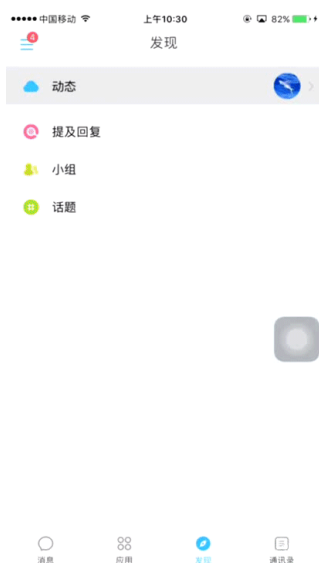 中国移动 上午10:30 82%
4 发现
动态
提及回复
小组
# 话题
消息 应用 发现 通讯录